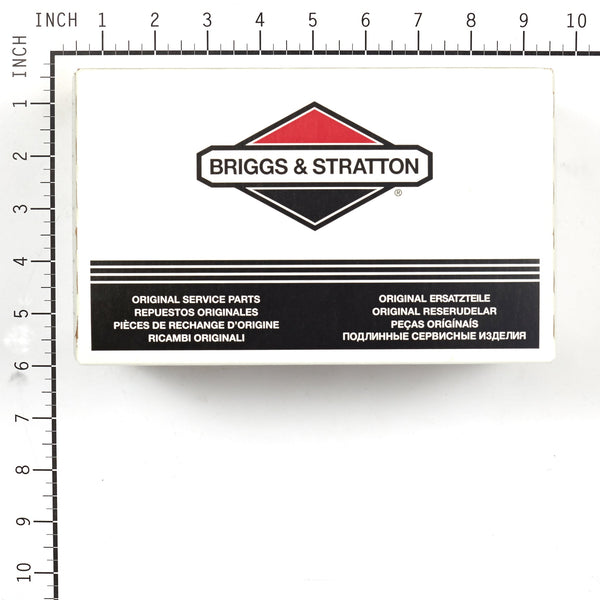 INCH 1 2 3 4 5 6 7 8 9 10
INCH 1 2 3 4 5 6 7 8 9 10
BRIGGS & STRATTON
®
ORIGINAL SERVICE PARTS
REPUESTOS ORIGINALES
PIÈCES DE RECHANGE D'ORIGINE
RICAMBI ORIGINALI
ORIGINAL ERSATZTEILE
ORIGINAL RESERUDELAR
PEÇAS ORÍGÍNAÍS
ПОДЛИННЫЕ СЕРВИСНЫЕ ИЗДЕЛИЯ